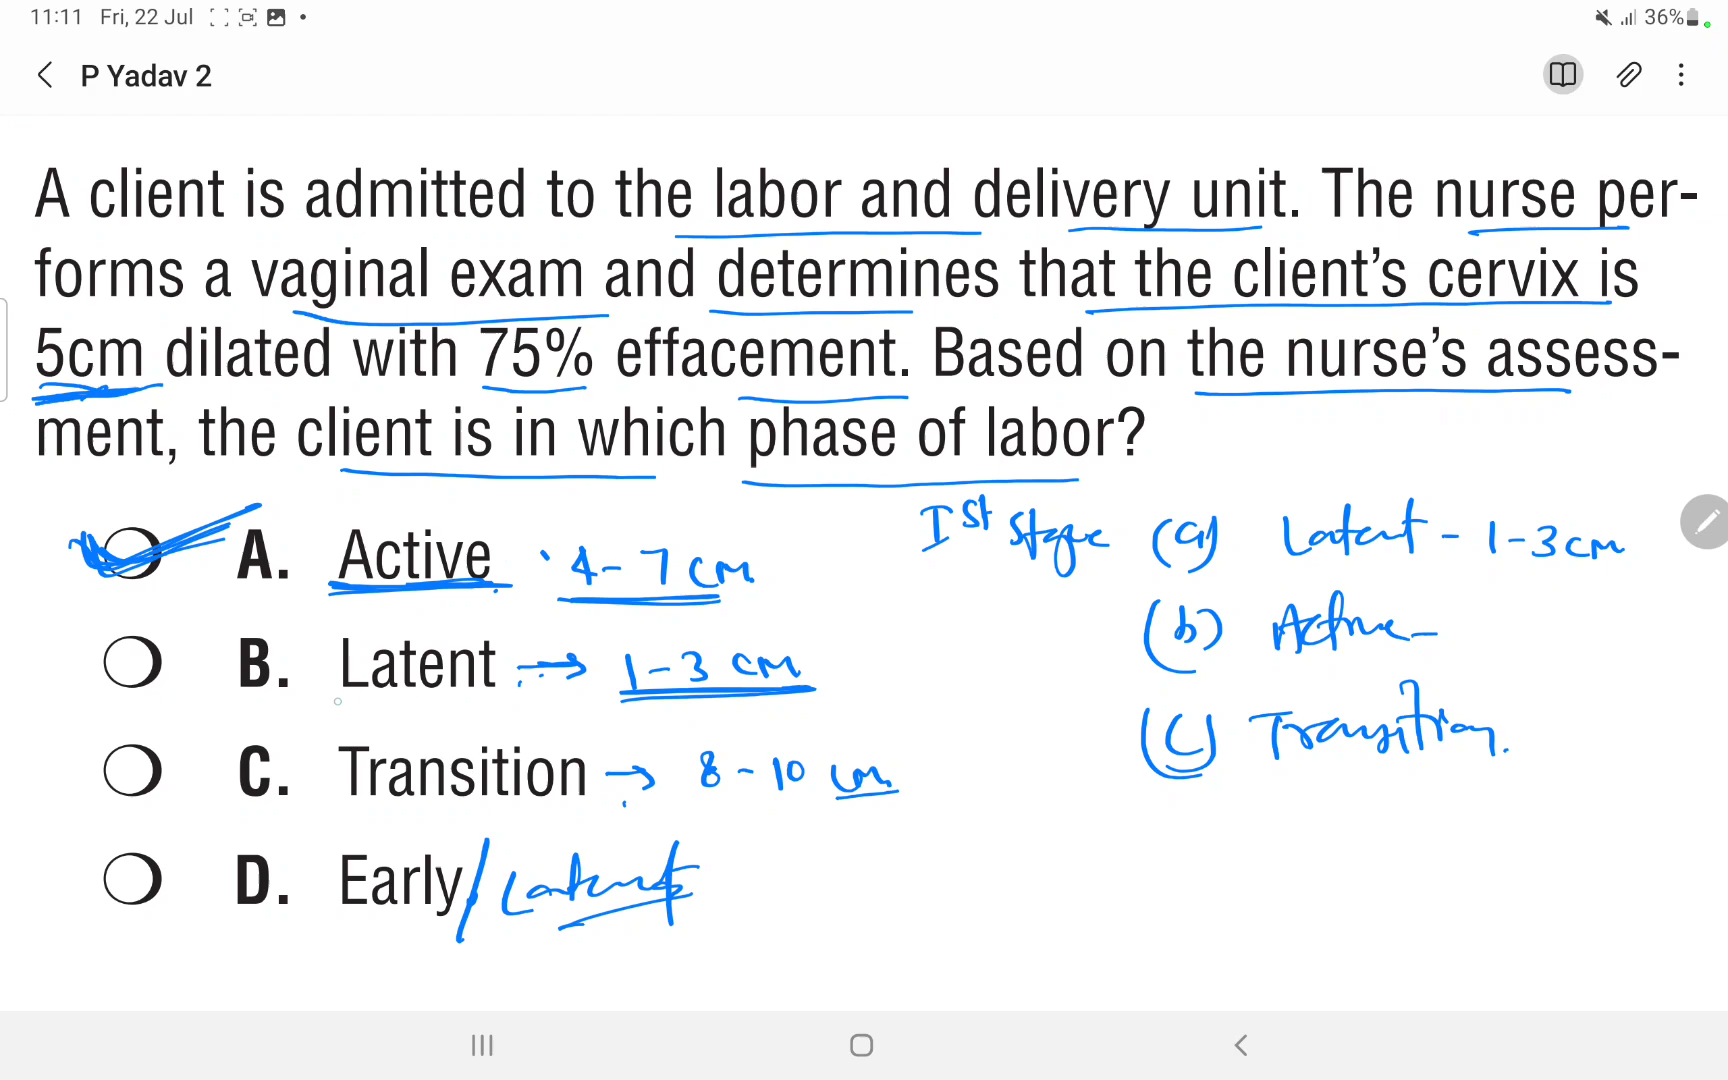 11:11 Fri, 22 Jul
36%
P Yadav 2
A client is admitted to the labor and delivery unit. The nurse per-
forms a vaginal exam and determines that the client's cervix is
5cm dilated with 75% effacement. Based on the nurse's assess-
ment, the client is in which phase of labor?
Ist Stage (a) Latent - 1-3cm
A. Active 4-7cm
(b) Active -
B. Latent → 1-3 cm
(c) Transition.
C. Transition → 8-10 cm
D. Early/Latent